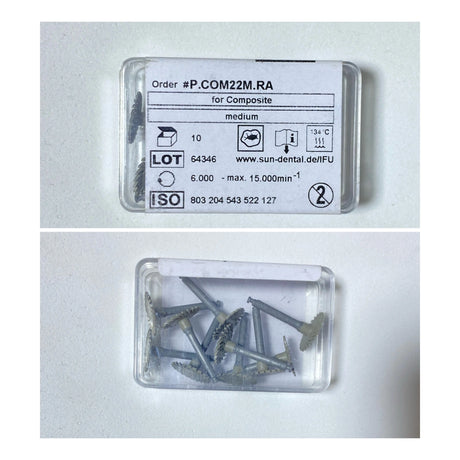 Order #P.COM22M.RA
for Composite
medium
10
134 °C
LOT 64346 www.sun-dental.de/IFU
6.000 - max. 15.000min-1
ISO 803 204 543 522 127
2